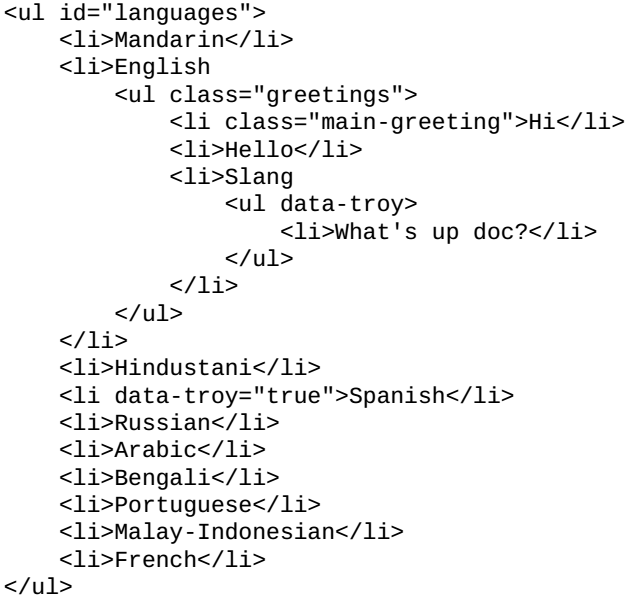 <ul id="languages">
    <li>Mandarin</li>
    <li>English
        <ul class="greetings">
            <li class="main-greeting">Hi</li>
            <li>Hello</li>
            <li>Slang
                <ul data-troy>
                    <li>What's up doc?</li>
                </ul>
            </li>
        </ul>
    </li>
    <li>Hindustani</li>
    <li data-troy="true">Spanish</li>
    <li>Russian</li>
    <li>Arabic</li>
    <li>Bengali</li>
    <li>Portuguese</li>
    <li>Malay-Indonesian</li>
    <li>French</li>
</ul>